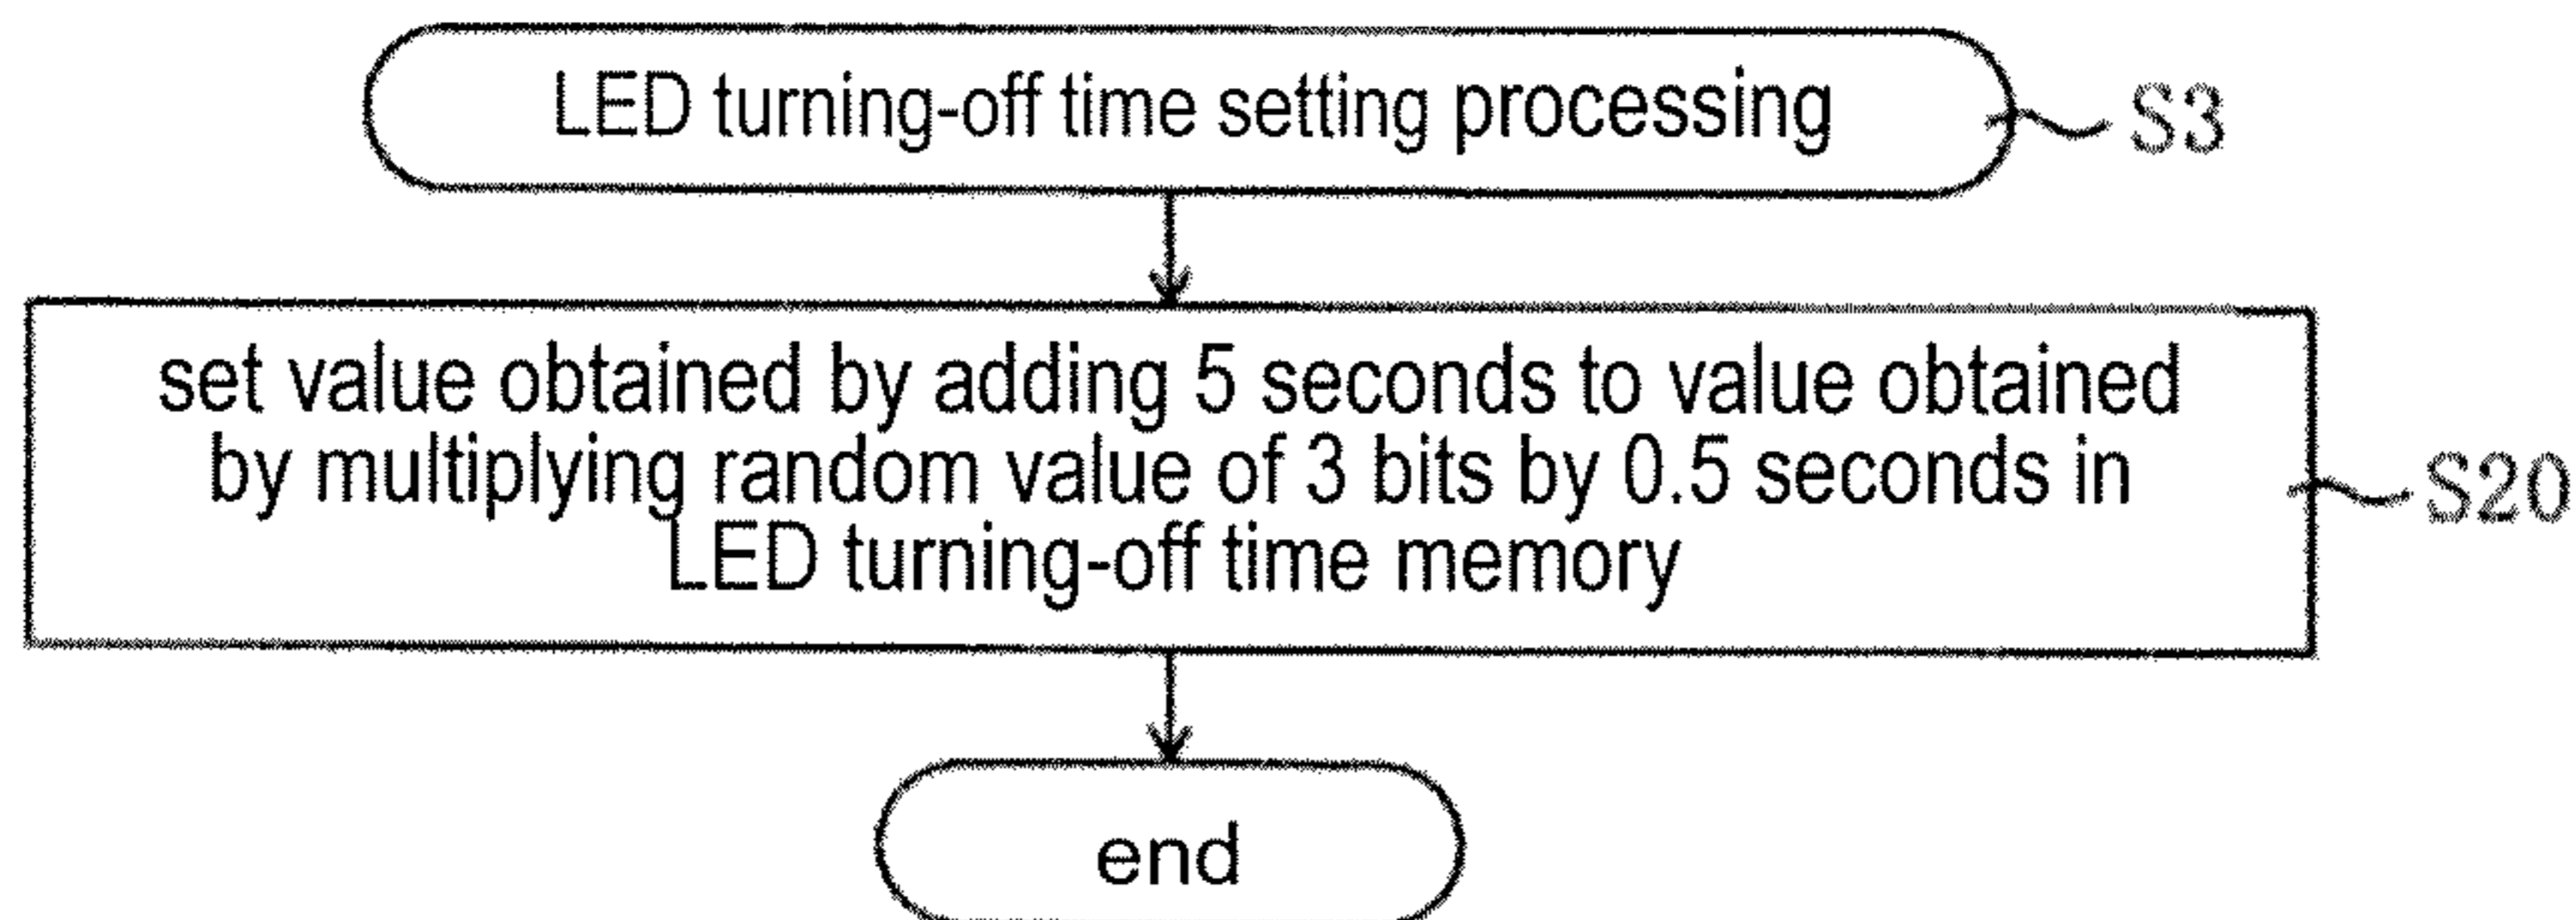 LED turning-off time setting processing
S3
set value obtained by adding 5 seconds to value obtained
by multiplying random value of 3 bits by 0.5 seconds in
LED turning-off time memory
S20
end